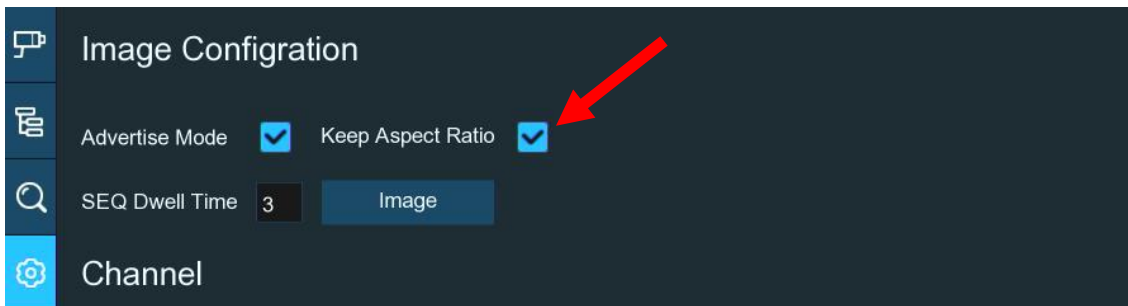 Image Configration
Advertise Mode Keep Aspect Ratio
SEQ Dwell Time 3 Image
Channel